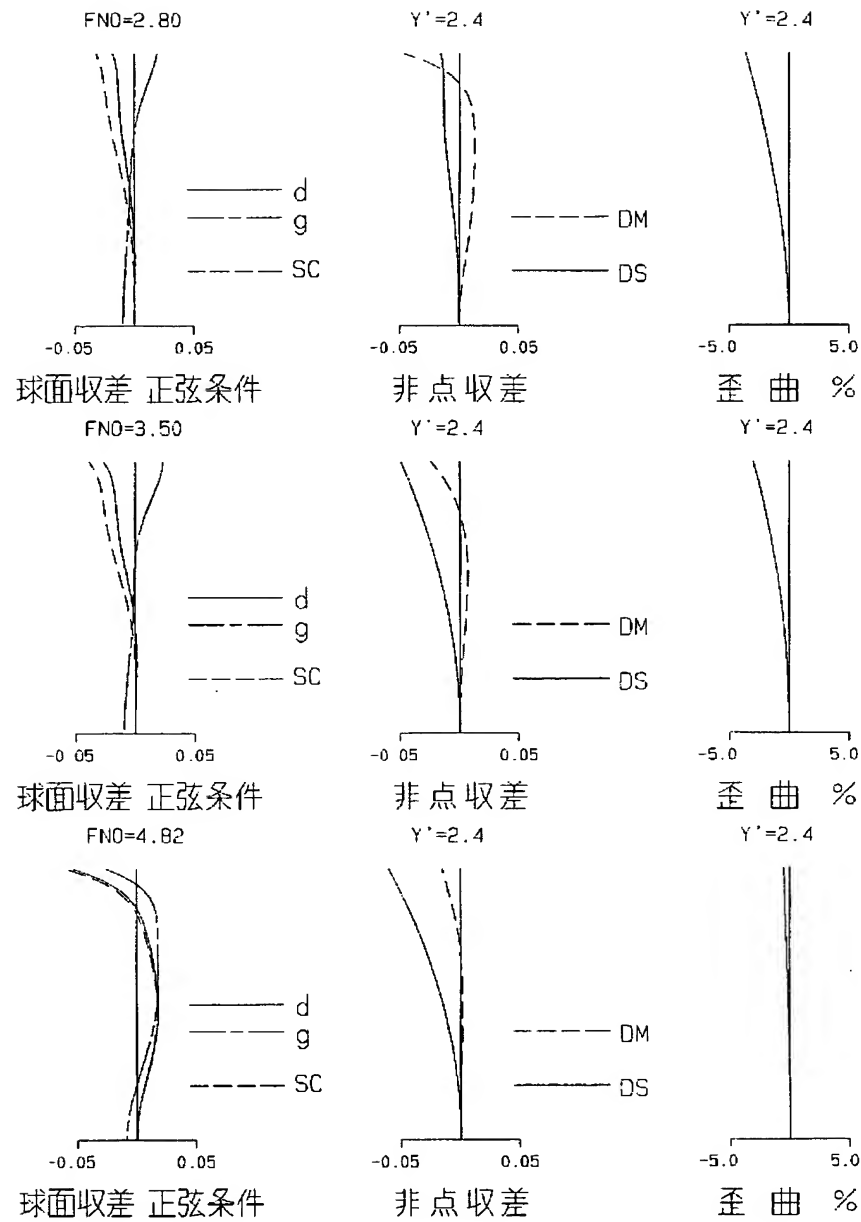 FNO=2.80
Y'=2.4
Y'=2.4
d
g
SC
DM
DS
-0.05 0.05
-0.05 0.05
-5.0 5.0
球面収差 正弦条件
非点収差
歪曲 %
FNO=3.50
Y'=2.4
Y'=2.4
d
g
SC
DM
DS
-0.05 0.05
-0.05 0.05
-5.0 5.0
球面収差 正弦条件
非点収差
歪曲 %
FNO=4.82
Y'=2.4
Y'=2.4
d
g
SC
DM
DS
-0.05 0.05
-0.05 0.05
-5.0 5.0
球面収差 正弦条件
非点収差
歪曲 %